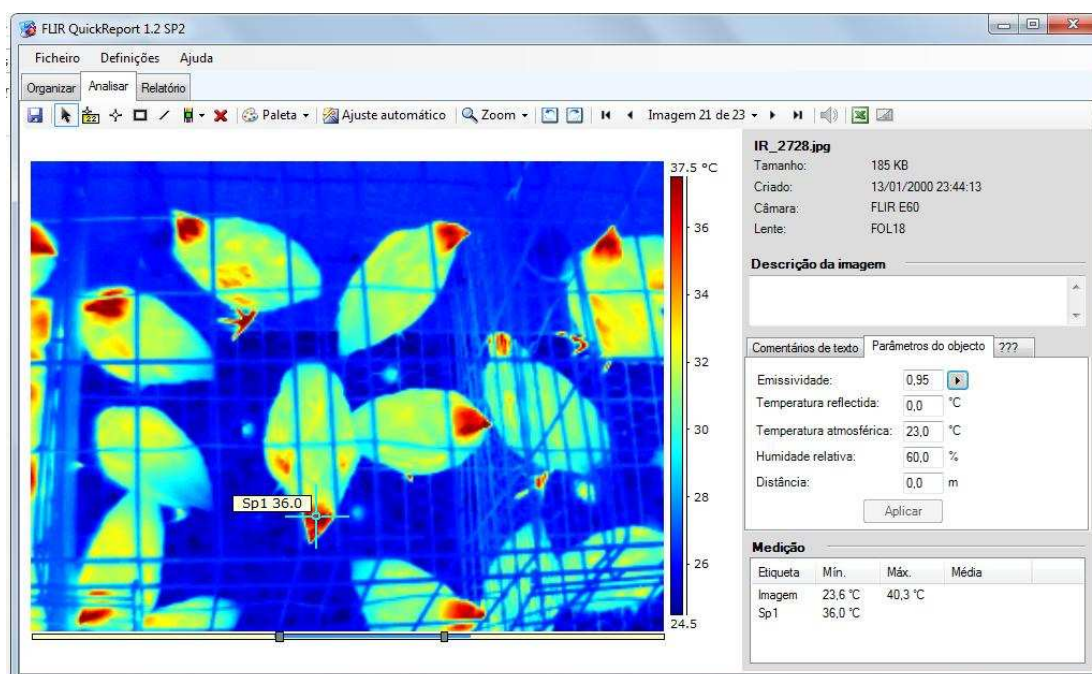 FLIR QuickReport 1.2 SP2
Ficheiro Definições Ajuda
Organizar Analisar Relatório
Paleta Ajuste automático Zoom Imagem 21 de 23
IR_2728.jpg
Tamanho: 185 KB
Criado: 13/01/2000 23:44:13
Câmara: FLIR E60
Lente: FOL18
Descrição da imagem
Comentários de texto Parâmetros do objecto ???
Emissividade: 0,95
Temperatura reflectida: 0,0 °C
Temperatura atmosférica: 23,0 °C
Humidade relativa: 60,0 %
Distância: 0,0 m
Aplicar
Medição
Etiqueta Mín. Máx. Média
Imagem 23,6 °C 40,3 °C
Sp1 36,0 °C
37.5 °C
36
34
32
30
28
26
24.5
Sp1 36.0